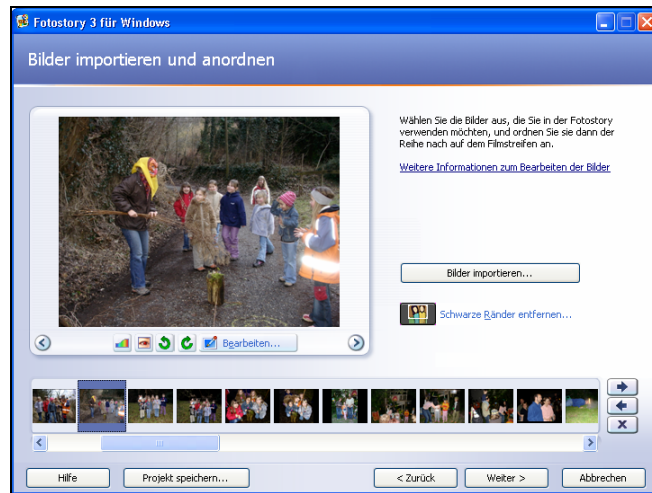 Fotostory 3 für Windows
Bilder importieren und anordnen
Wählen Sie die Bilder aus, die Sie in der Fotostory
verwenden möchten, und ordnen Sie sie dann der
Reihe nach auf dem Filmstreifen an.
Weitere Informationen zum Bearbeiten der Bilder
Bilder importieren...
Schwarze Ränder entfernen...
Bearbeiten...
Hilfe
Projekt speichern...
< Zurück
Weiter >
Abbrechen